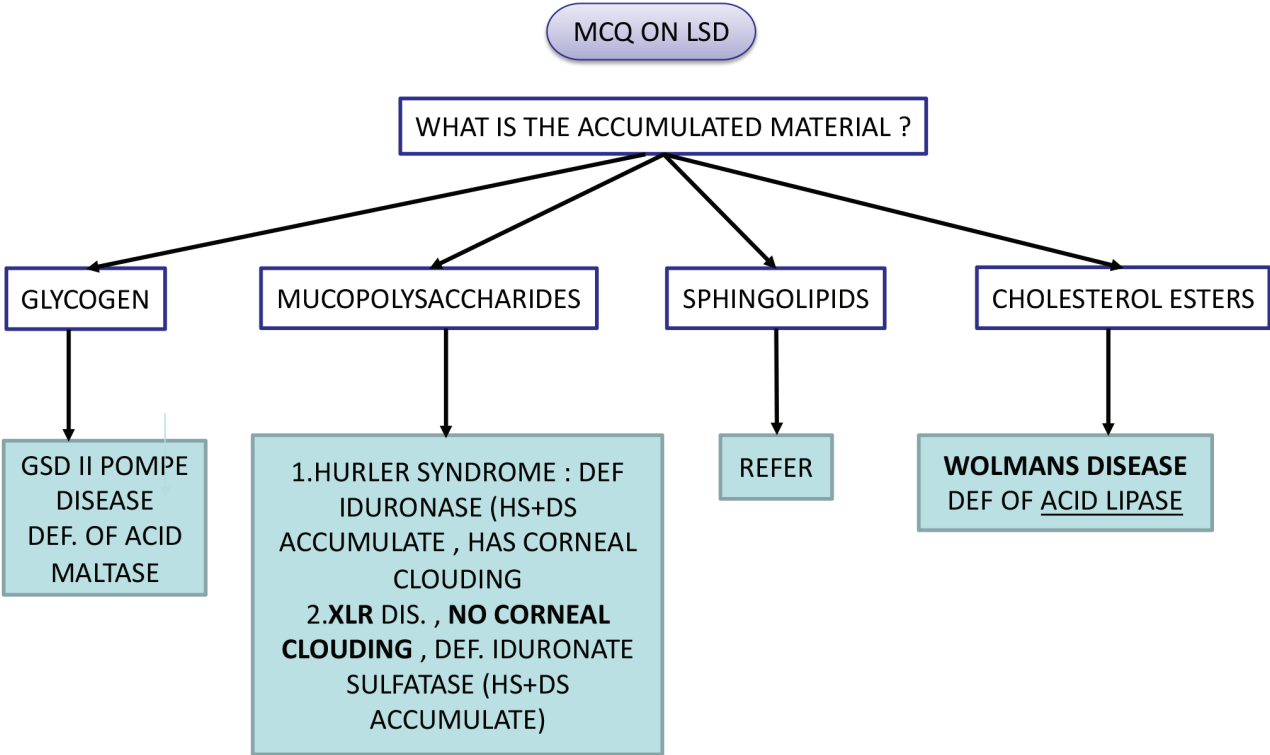 MCQ ON LSD
WHAT IS THE ACCUMULATED MATERIAL ?
GLYCOGEN
MUCOPOLYSACCHARIDES
SPHINGOLIPIDS
CHOLESTEROL ESTERS
GSD II POMPE
DISEASE
DEF. OF ACID
MALTASE
1.HURLER SYNDROME : DEF
IDURONASE (HS+DS
ACCUMULATE , HAS CORNEAL
CLOUDING
2.XLR DIS. , NO CORNEAL
CLOUDING , DEF. IDURONATE
SULFATASE (HS+DS
ACCUMULATE)
REFER
WOLMANS DISEASE
DEF OF ACID LIPASE